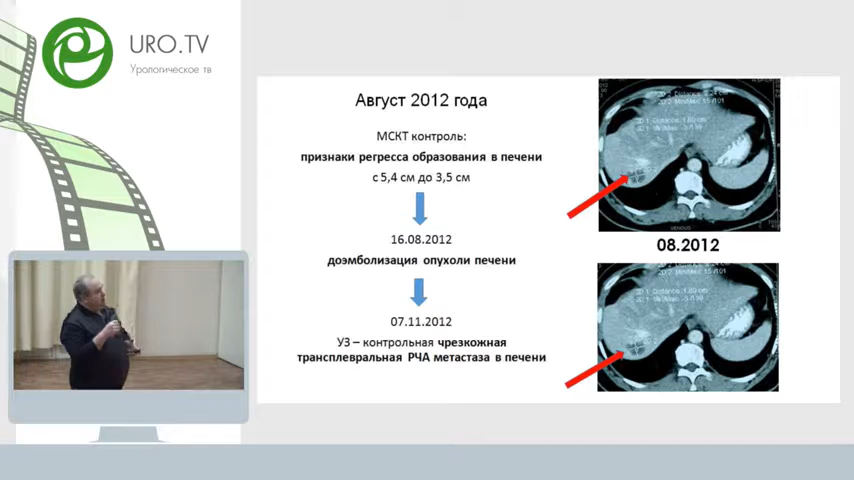 URO.TV
Урологическое тв
Август 2012 года
МСКТ контроль:
признаки регресса образования в печени
с 5,4 см до 3,5 см
16.08.2012
доэмболизация опухоли печени
07.11.2012
УЗ – контрольная чрезкожная
трансплевральная РЧА метастаза в печени
VENOUS
08.2012